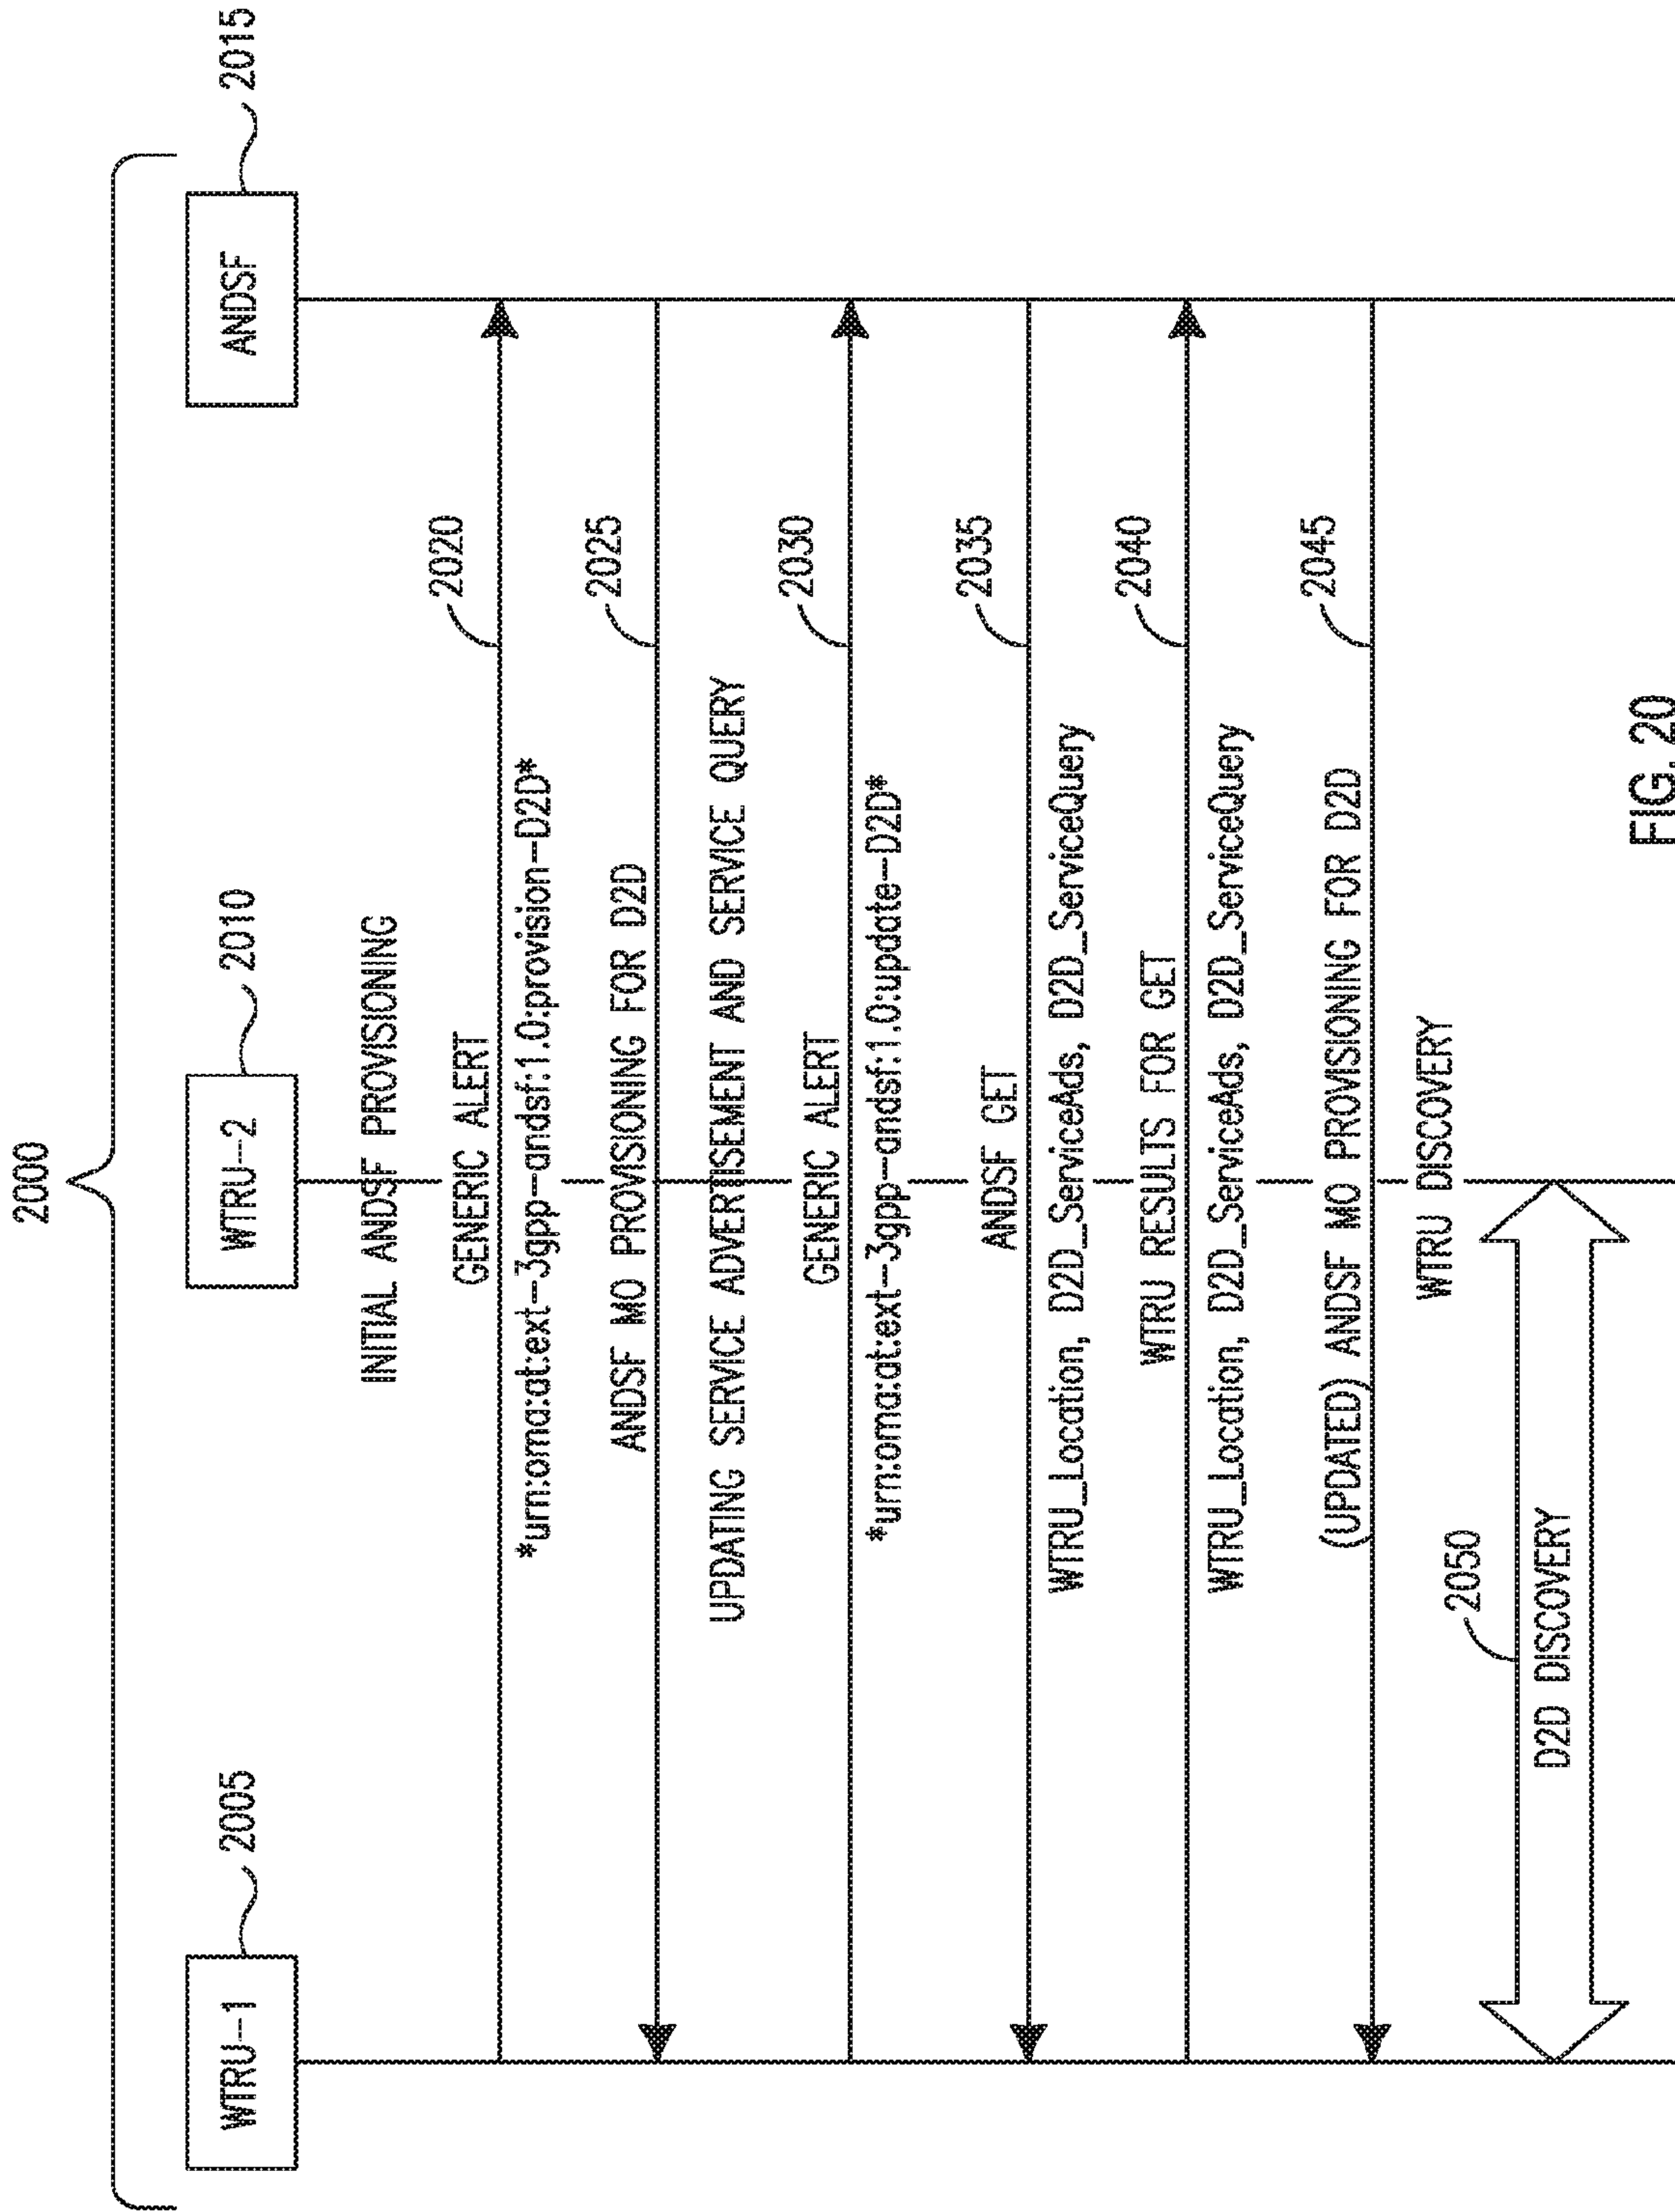 2000
WTRU-1
2005
WTRU-2
2010
ANDSF
2015
INITIAL ANDSF PROVISIONING
GENERIC ALERT
2020
*urn:oma:at:ext-3gpp-andsf:1.0:provision-D2D*
ANDSF MO PROVISIONING FOR D2D
2025
UPDATING SERVICE ADVERTISEMENT AND SERVICE QUERY
GENERIC ALERT
2030
*urn:oma:at:ext-3gpp-andsf:1.0:update-D2D*
ANDSF GET
2035
WTRU_Location, D2D_ServiceAds, D2D_ServiceQuery
WTRU RESULTS FOR GET
2040
WTRU_Location, D2D_ServiceAds, D2D_ServiceQuery
(UPDATED) ANDSF MO PROVISIONING FOR D2D
2045
WTRU DISCOVERY
2050
D2D DISCOVERY
FIG. 20